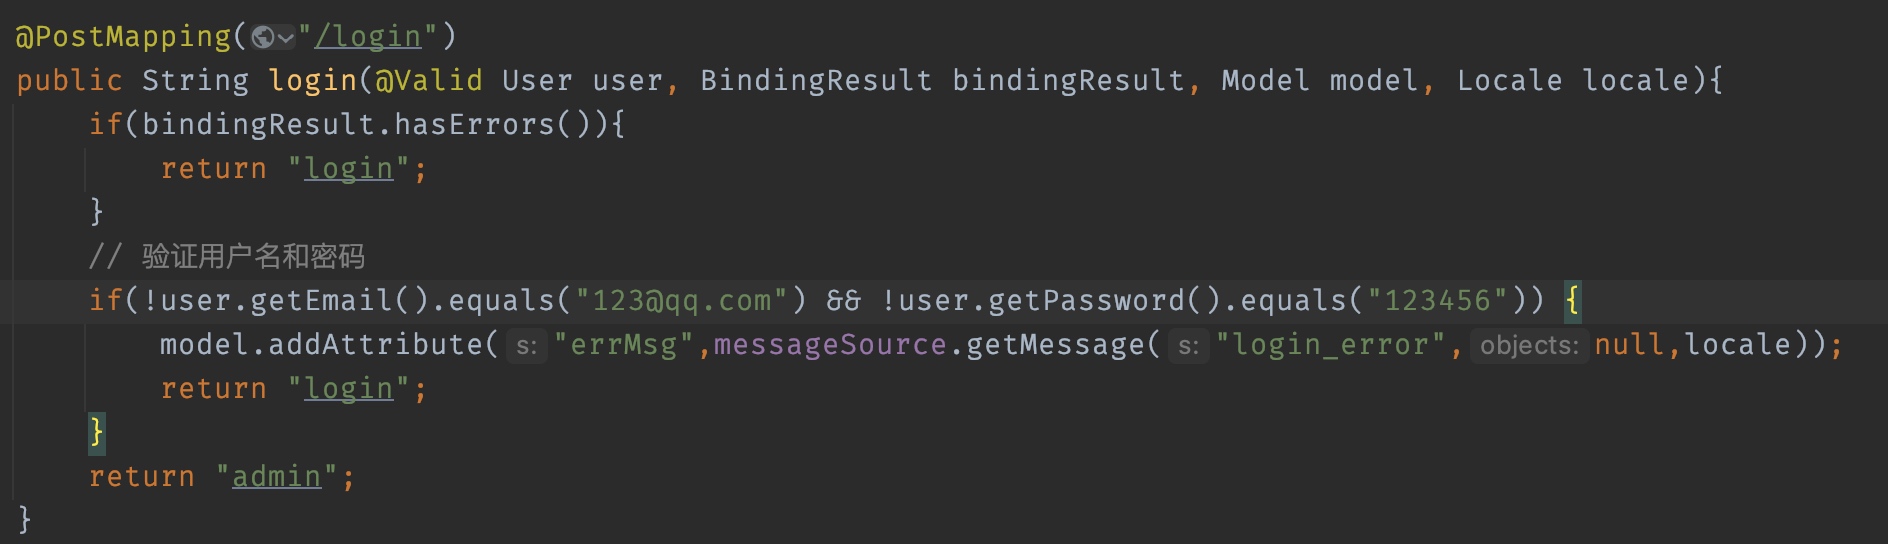 @PostMapping("/login")
public String login(@Valid User user, BindingResult bindingResult, Model model, Locale locale){
    if(bindingResult.hasErrors()){
        return "login";
    }
    // 验证用户名和密码
    if(!user.getEmail().equals("123@qq.com") && !user.getPassword().equals("123456")) {
        model.addAttribute( s: "errMsg",messageSource.getMessage( s: "login_error", objects: null,locale));
        return "login";
    }
    return "admin";
}